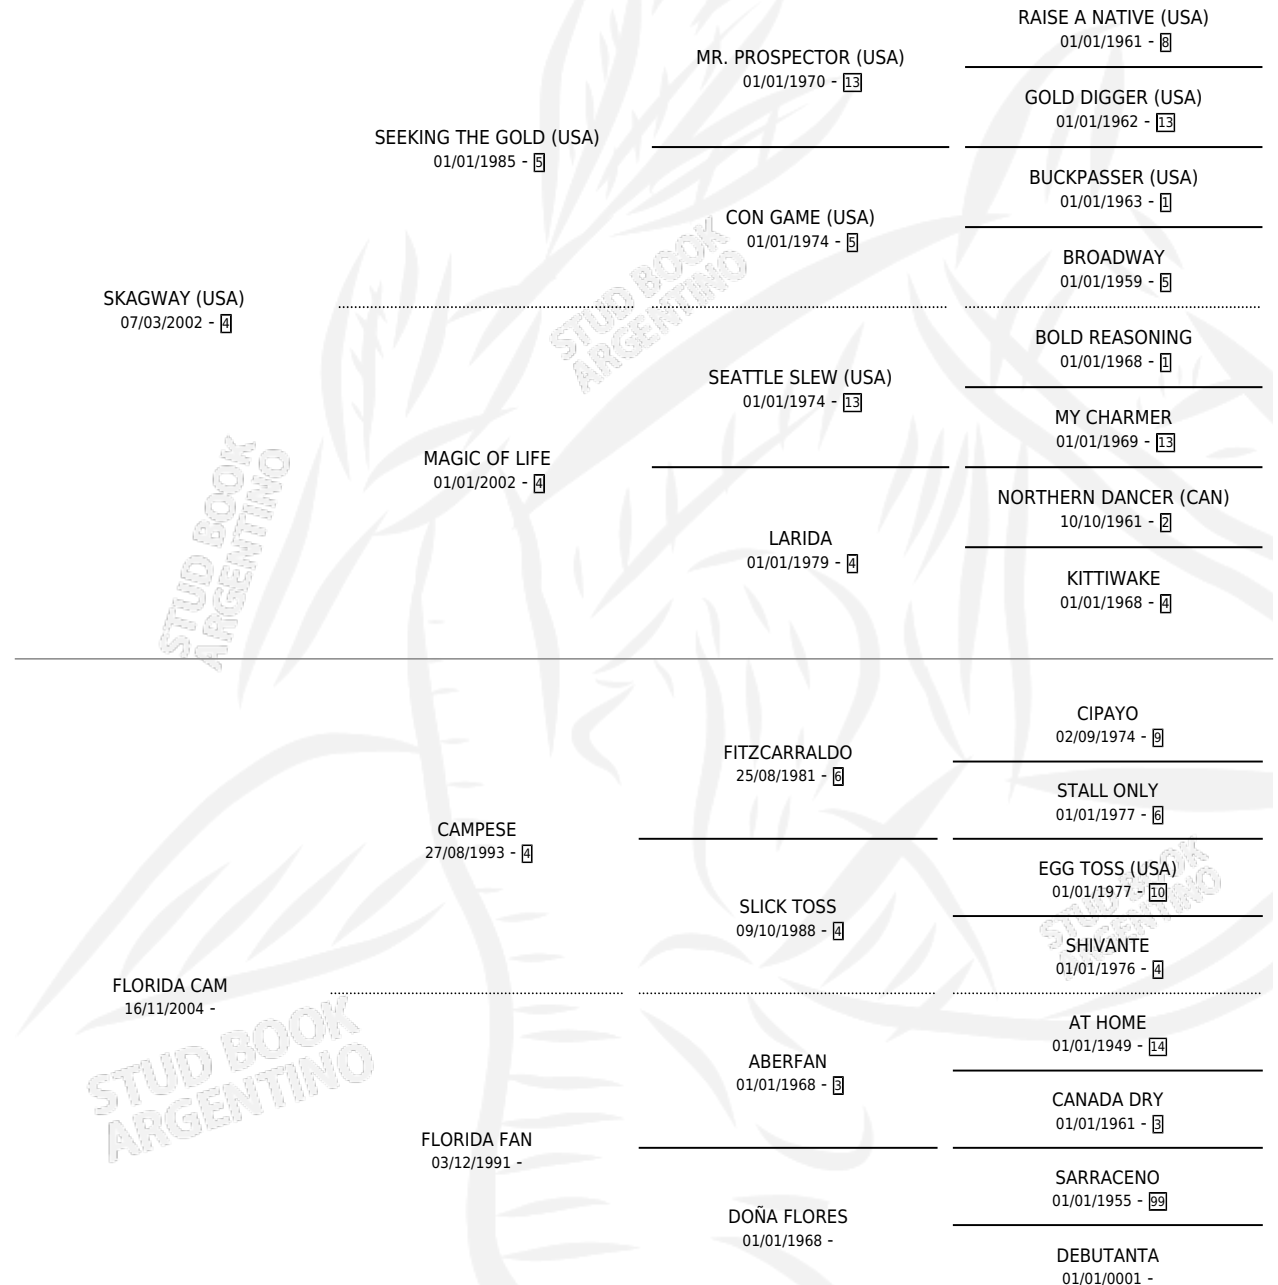 RAISE A NATIVE (USA)
01/01/1961 - 8
MR. PROSPECTOR (USA)
01/01/1970 - 13
GOLD DIGGER (USA)
01/01/1962 - 13
SEEKING THE GOLD (USA)
01/01/1985 - 5
BUCKPASSER (USA)
01/01/1963 - 1
CON GAME (USA)
01/01/1974 - 5
BROADWAY
01/01/1959 - 5
SKAGWAY (USA)
07/03/2002 - 4
STUD BOOK
ARGENTINO
BOLD REASONING
01/01/1968 - 1
SEATTLE SLEW (USA)
01/01/1974 - 13
MY CHARMER
01/01/1969 - 13
MAGIC OF LIFE
01/01/2002 - 4
NORTHERN DANCER (CAN)
10/10/1961 - 2
LARIDA
01/01/1979 - 4
KITTIWAKE
01/01/1968 - 4
STUD BOOK
ARGENTINO
CIPAYO
02/09/1974 - 9
FITZCARRALDO
25/08/1981 - 6
STALL ONLY
01/01/1977 - 6
CAMPESE
27/08/1993 - 4
EGG TOSS (USA)
01/01/1977 - 10
SLICK TOSS
09/10/1988 - 4
SHIVANTE
01/01/1976 - 4
STUD BOOK
ARGENTINO
FLORIDA CAM
16/11/2004 -
AT HOME
01/01/1949 - 14
ABERFAN
01/01/1968 - 3
CANADA DRY
01/01/1961 - 3
STUD BOOK
ARGENTINO
FLORIDA FAN
03/12/1991 -
SARRACENO
01/01/1955 - 99
DOÑA FLORES
01/01/1968 -
DEBUTANTA
01/01/0001 -